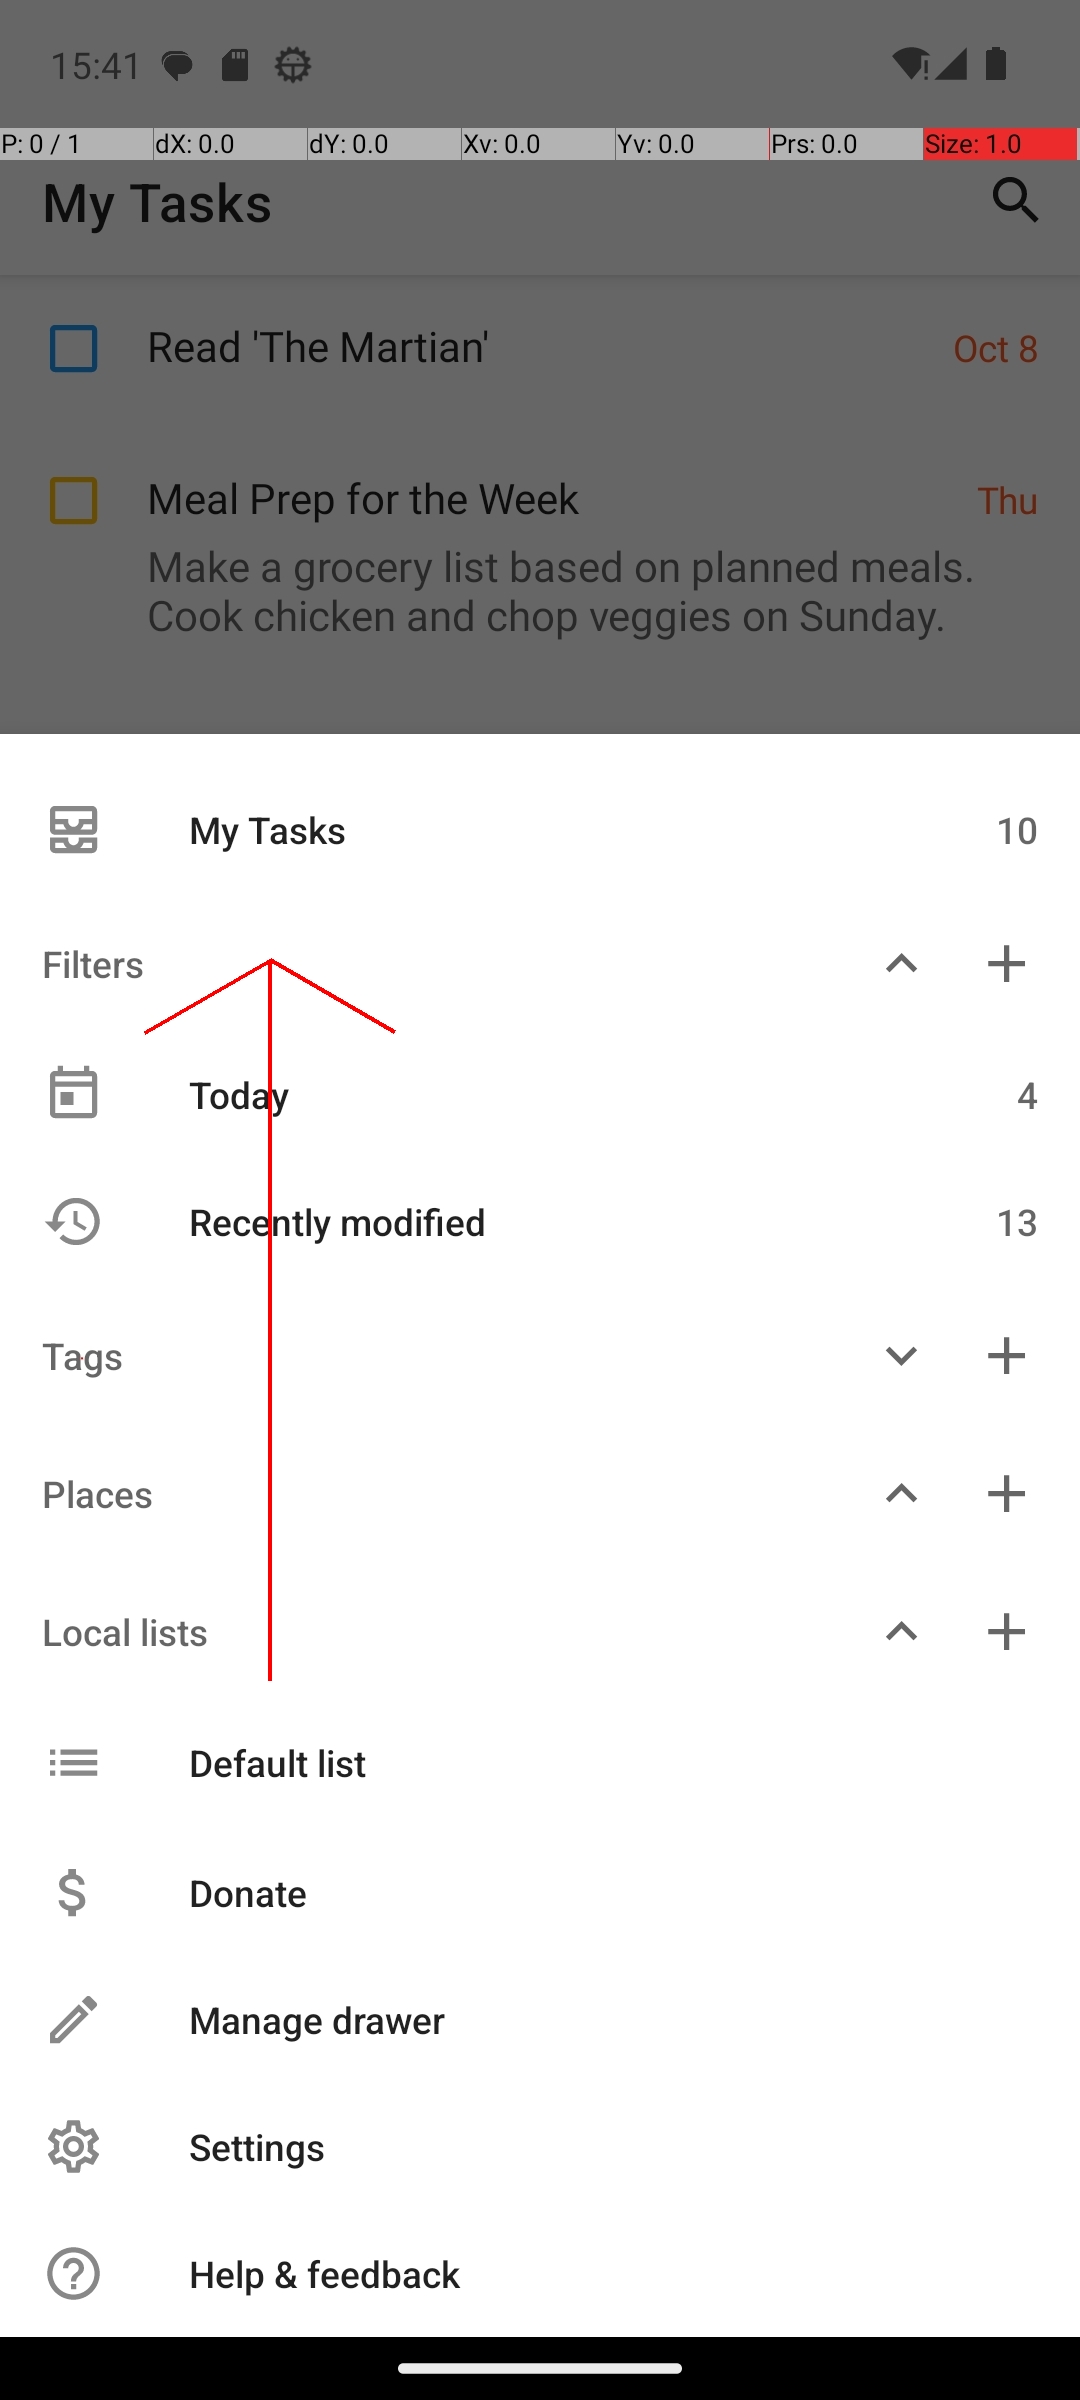 15:41
P: 0 / 1 dX: 0.0 dY: 0.0 Xv: 0.0 Yv: 0.0 Prs: 0.0 Size: 1.0
My Tasks
Read 'The Martian' Oct 8
Meal Prep for the Week Thu
Make a grocery list based on planned meals.
Cook chicken and chop veggies on Sunday.
My Tasks 10
Filters
Today 4
Recently modified 13
Tags
Places
Local lists
Default list
Donate
Manage drawer
Settings
Help & feedback